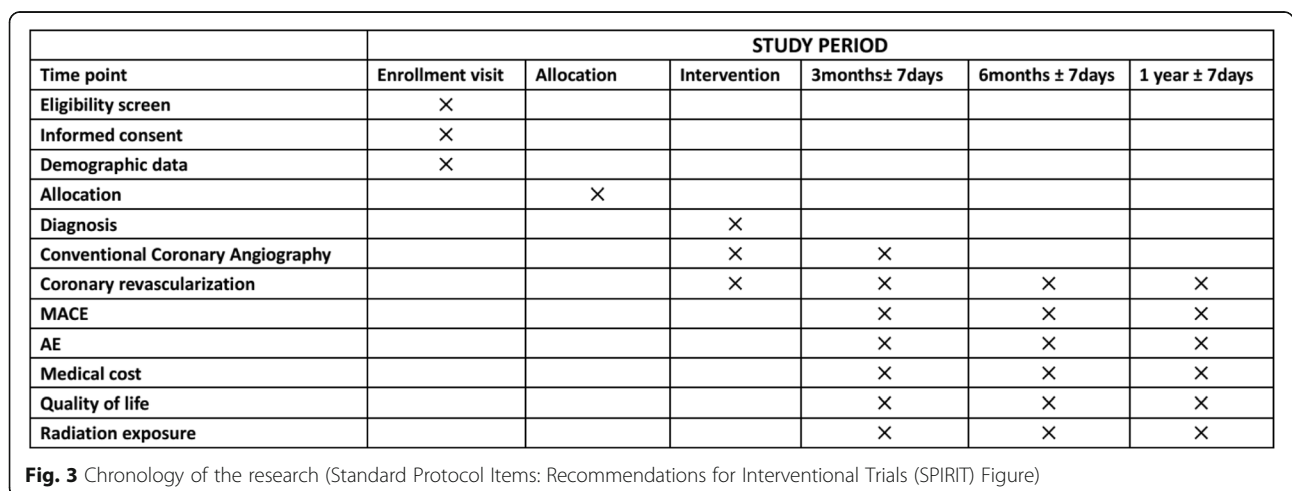 STUDY PERIOD
Time point Enrollment visit Allocation Intervention 3months± 7days 6months ± 7days 1 year ± 7days
Eligibility screen ×
Informed consent ×
Demographic data ×
Allocation ×
Diagnosis ×
Conventional Coronary Angiography × ×
Coronary revascularization × × × ×
MACE × × ×
AE × × ×
Medical cost × × ×
Quality of life × × ×
Radiation exposure × × ×
Fig. 3 Chronology of the research (Standard Protocol Items: Recommendations for Interventional Trials (SPIRIT) Figure)